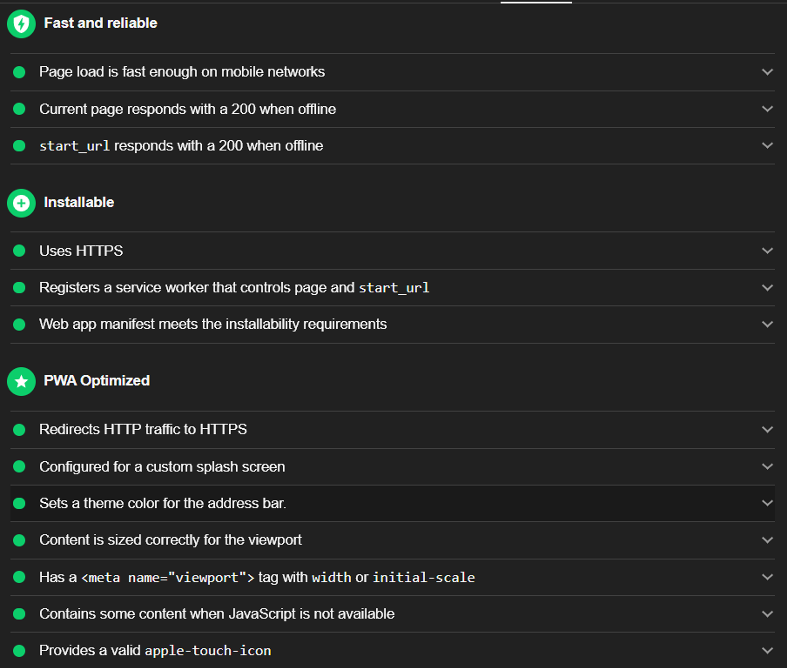 Fast and reliable
Page load is fast enough on mobile networks
Current page responds with a 200 when offline
start_url responds with a 200 when offline
Installable
Uses HTTPS
Registers a service worker that controls page and start_url
Web app manifest meets the installability requirements
PWA Optimized
Redirects HTTP traffic to HTTPS
Configured for a custom splash screen
Sets a theme color for the address bar.
Content is sized correctly for the viewport
Has a <meta name="viewport"> tag with width or initial-scale
Contains some content when JavaScript is not available
Provides a valid apple-touch-icon